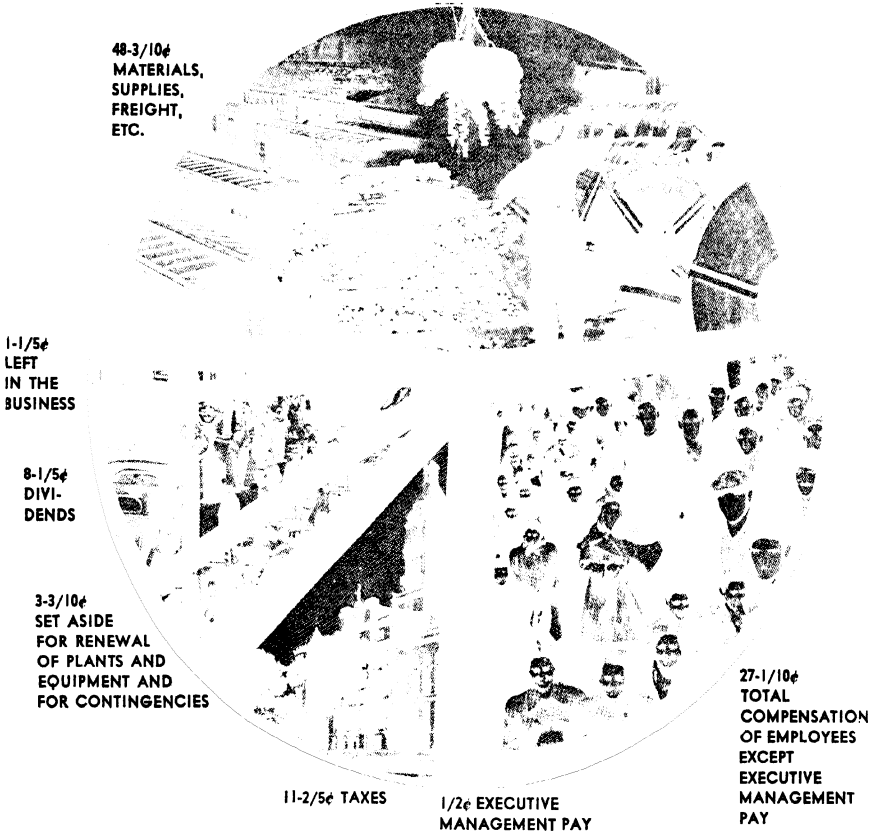 48-3/10¢
MATERIALS,
SUPPLIES,
FREIGHT,
ETC.
1-1/5¢
LEFT
IN THE
BUSINESS
8-1/5¢
DIVI-
DENDS
3-3/10¢
SET ASIDE
FOR RENEWAL
OF PLANTS AND
EQUIPMENT AND
FOR CONTINGENCIES
11-2/5¢ TAXES
1/2¢ EXECUTIVE
MANAGEMENT PAY
27-1/10¢
TOTAL
COMPENSATION
OF EMPLOYEES
EXCEPT
EXECUTIVE
MANAGEMENT
PAY